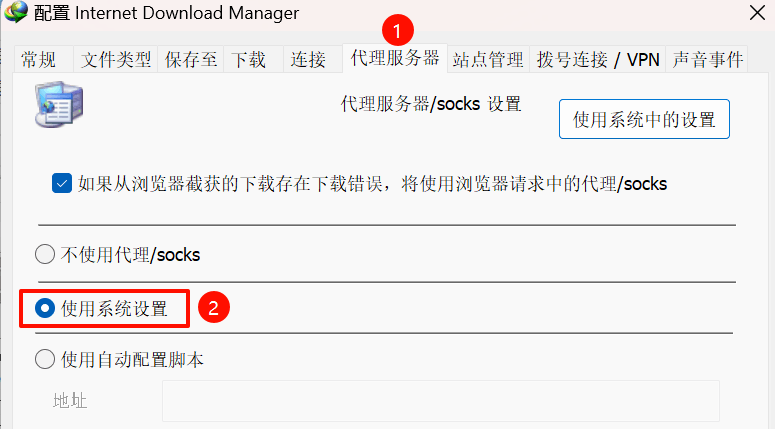 配置 Internet Download Manager
1
常规 文件类型 保存至 下载 连接 代理服务器 站点管理 拨号连接 / VPN 声音事件
代理服务器/socks 设置
使用系统中的设置
如果从浏览器截获的下载存在下载错误，将使用浏览器请求中的代理/socks
不使用代理/socks
使用系统设置 2
使用自动配置脚本
地址